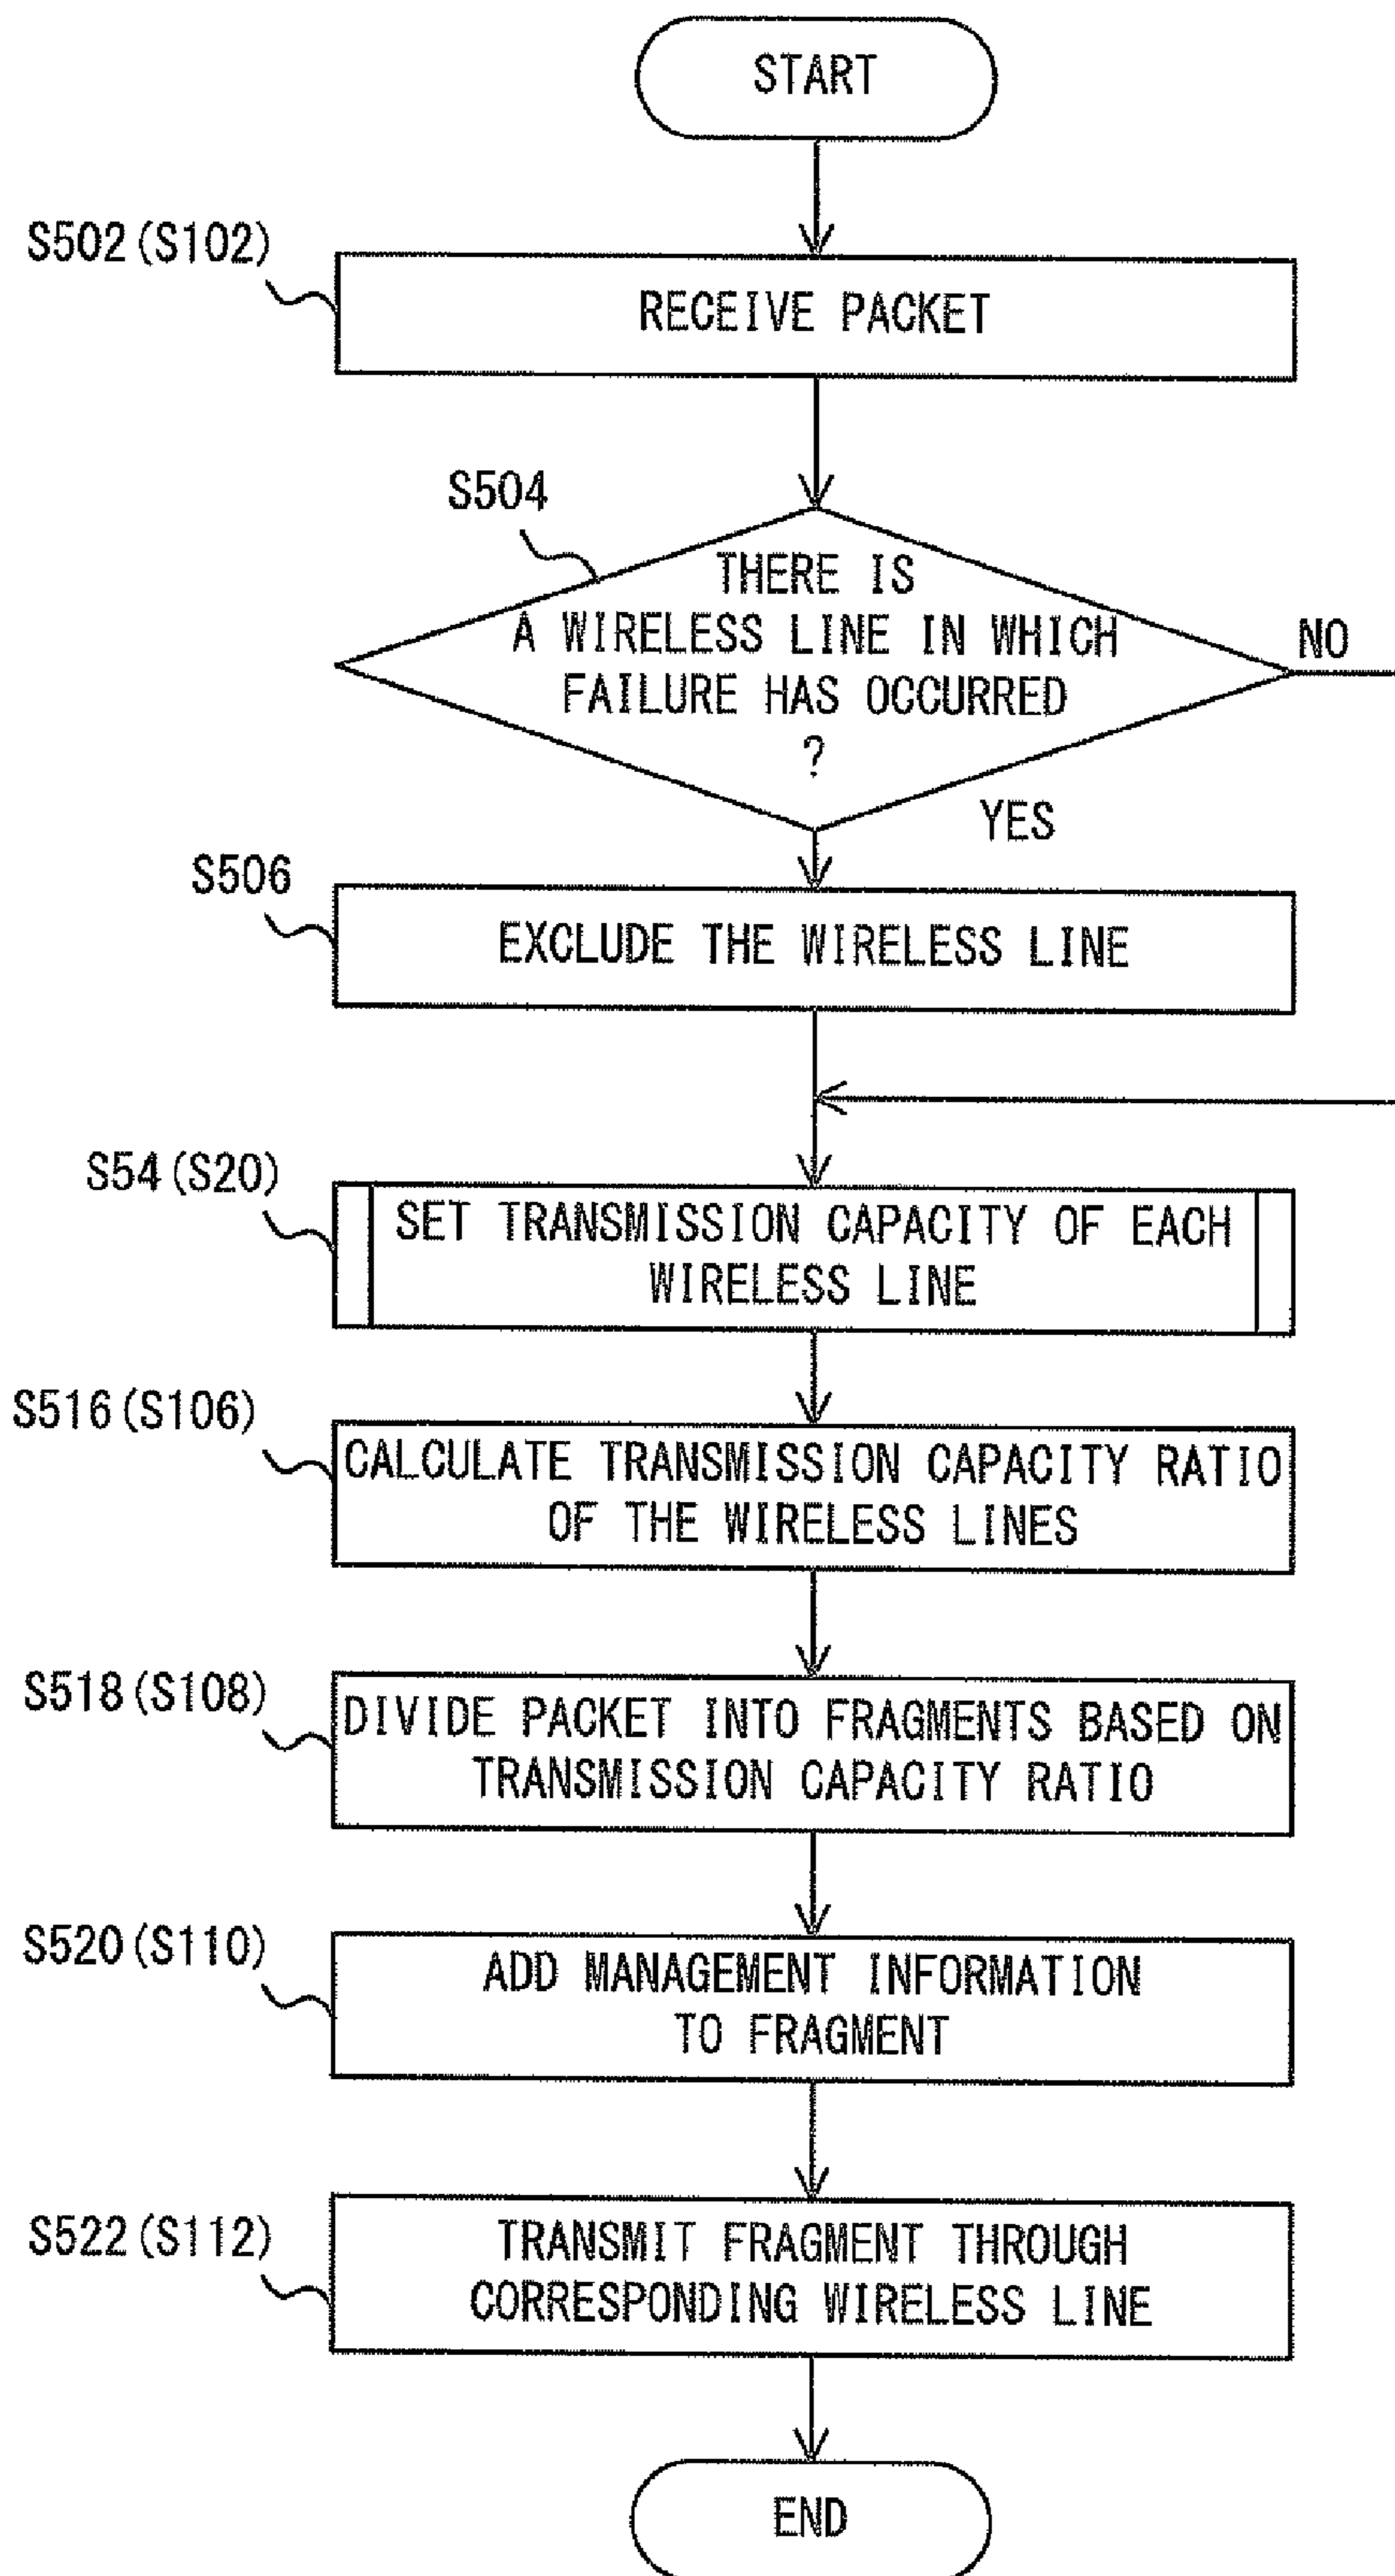 START
S502(S102)
RECEIVE PACKET
S504
THERE IS
A WIRELESS LINE IN WHICH
FAILURE HAS OCCURRED
?
NO
YES
S506
EXCLUDE THE WIRELESS LINE
S54(S20)
SET TRANSMISSION CAPACITY OF EACH
WIRELESS LINE
S516(S106)
CALCULATE TRANSMISSION CAPACITY RATIO
OF THE WIRELESS LINES
S518(S108)
DIVIDE PACKET INTO FRAGMENTS BASED ON
TRANSMISSION CAPACITY RATIO
S520(S110)
ADD MANAGEMENT INFORMATION
TO FRAGMENT
S522(S112)
TRANSMIT FRAGMENT THROUGH
CORRESPONDING WIRELESS LINE
END